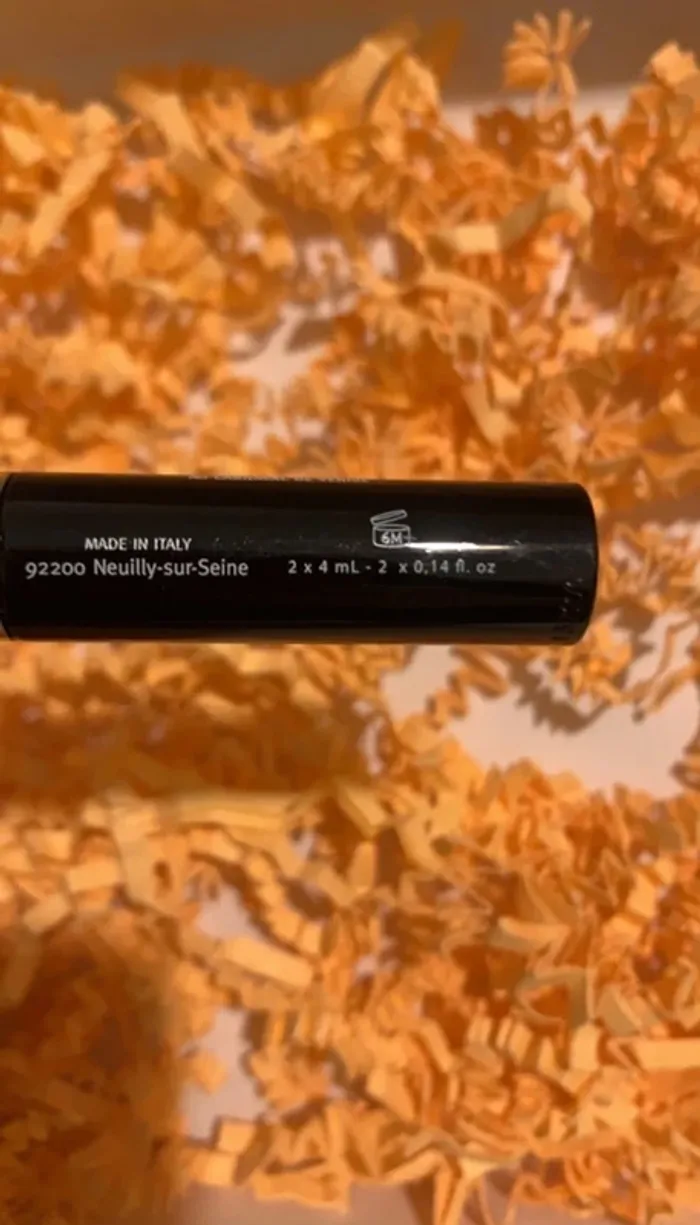 MADE IN ITALY
6M
92200 Neuilly-sur-Seine
2 x 4 mL - 2 x 0,14 fl. oz